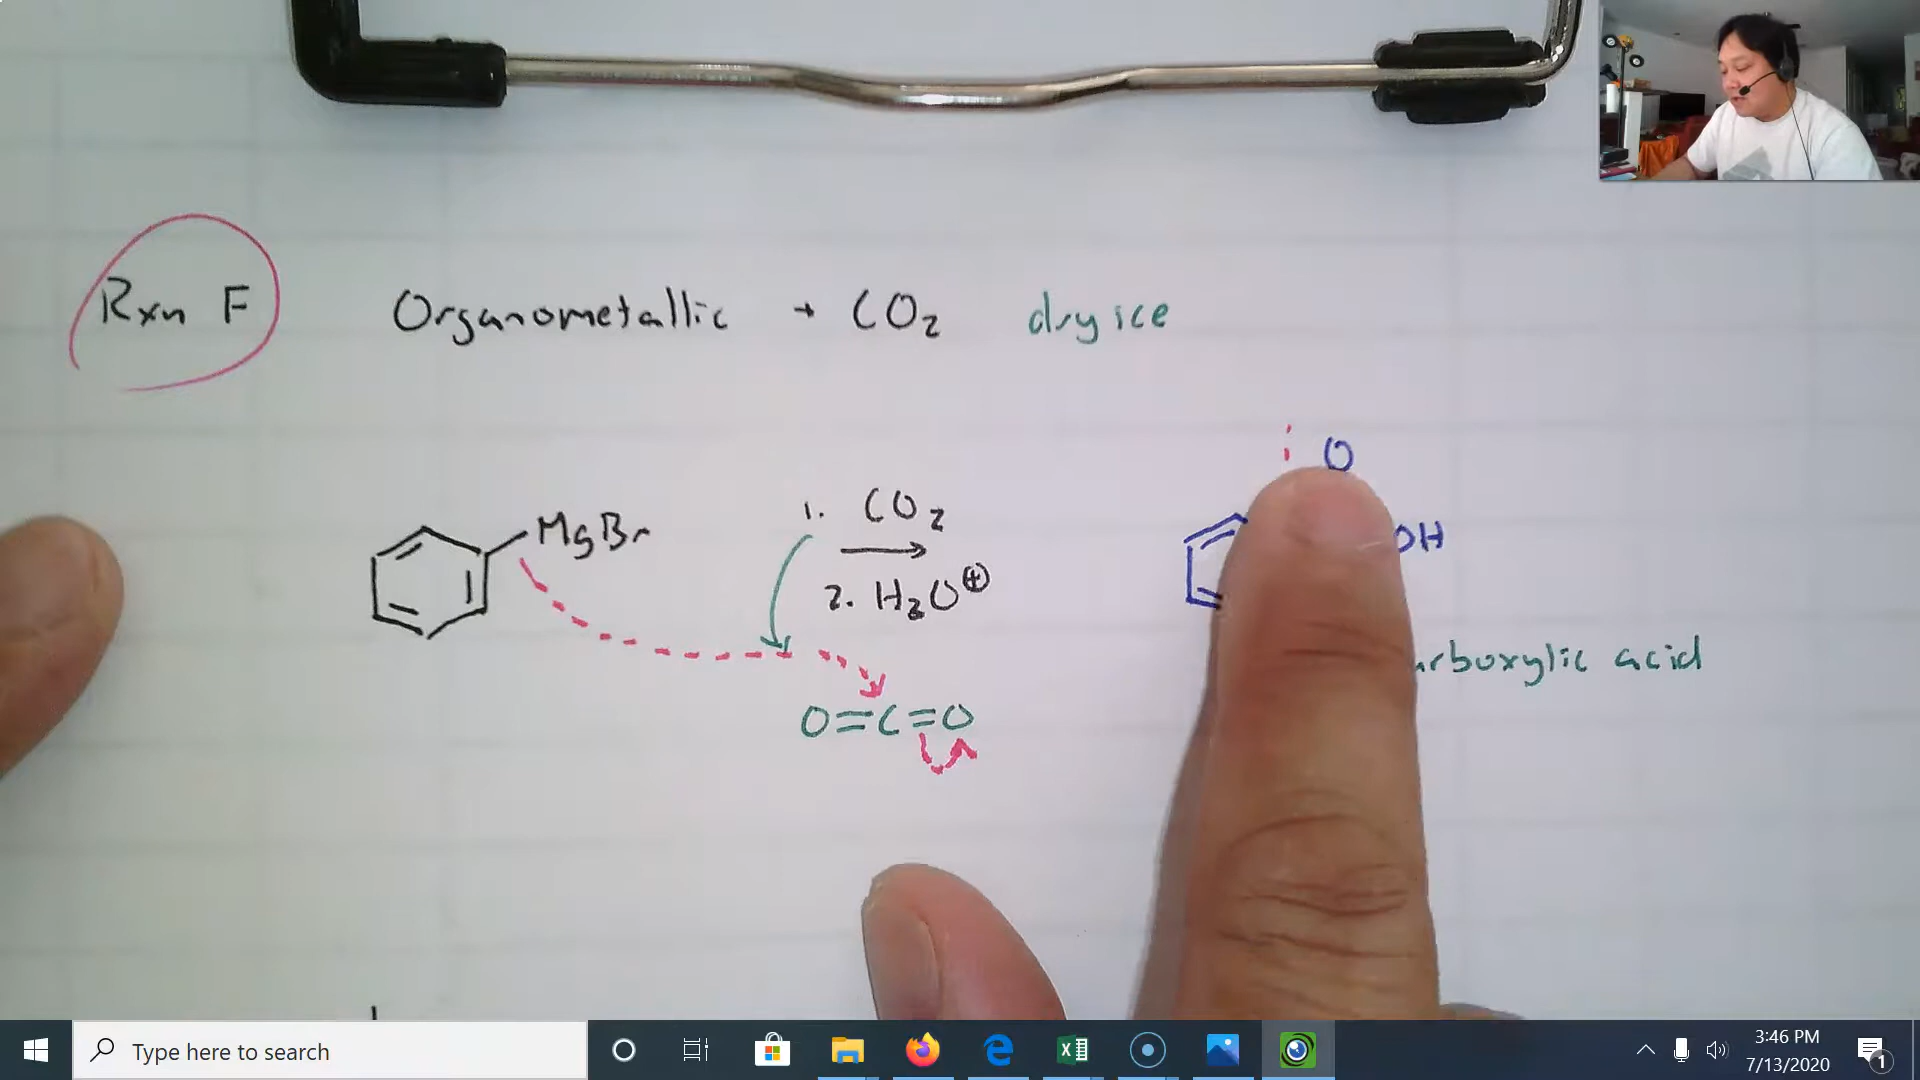 Rxn F Organometallic + CO2 dry ice
O
MgBr 1. CO2 OH
2. H3O⊕
O=C=O
acid
Type here to search
3:46 PM
7/13/2020
1